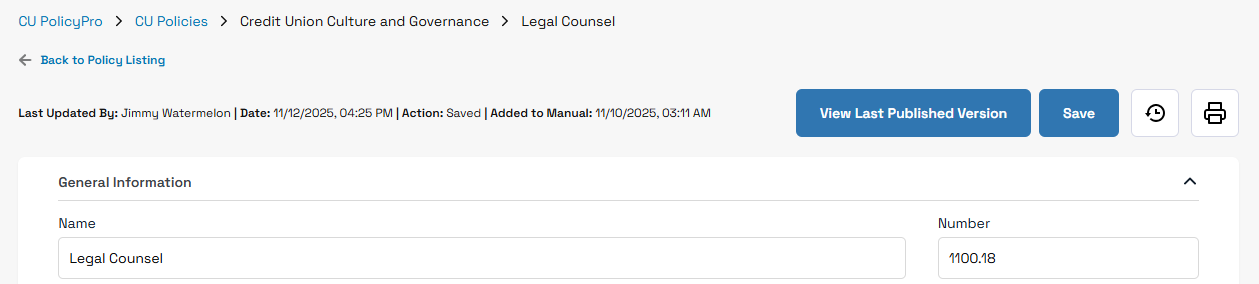 CU PolicyPro > CU Policies > Credit Union Culture and Governance > Legal Counsel
Back to Policy Listing
Last Updated By: Jimmy Watermelon | Date: 11/12/2025, 04:25 PM | Action: Saved | Added to Manual: 11/10/2025, 03:11 AM
View Last Published Version
Save
General Information
Name
Number
Legal Counsel
1100.18